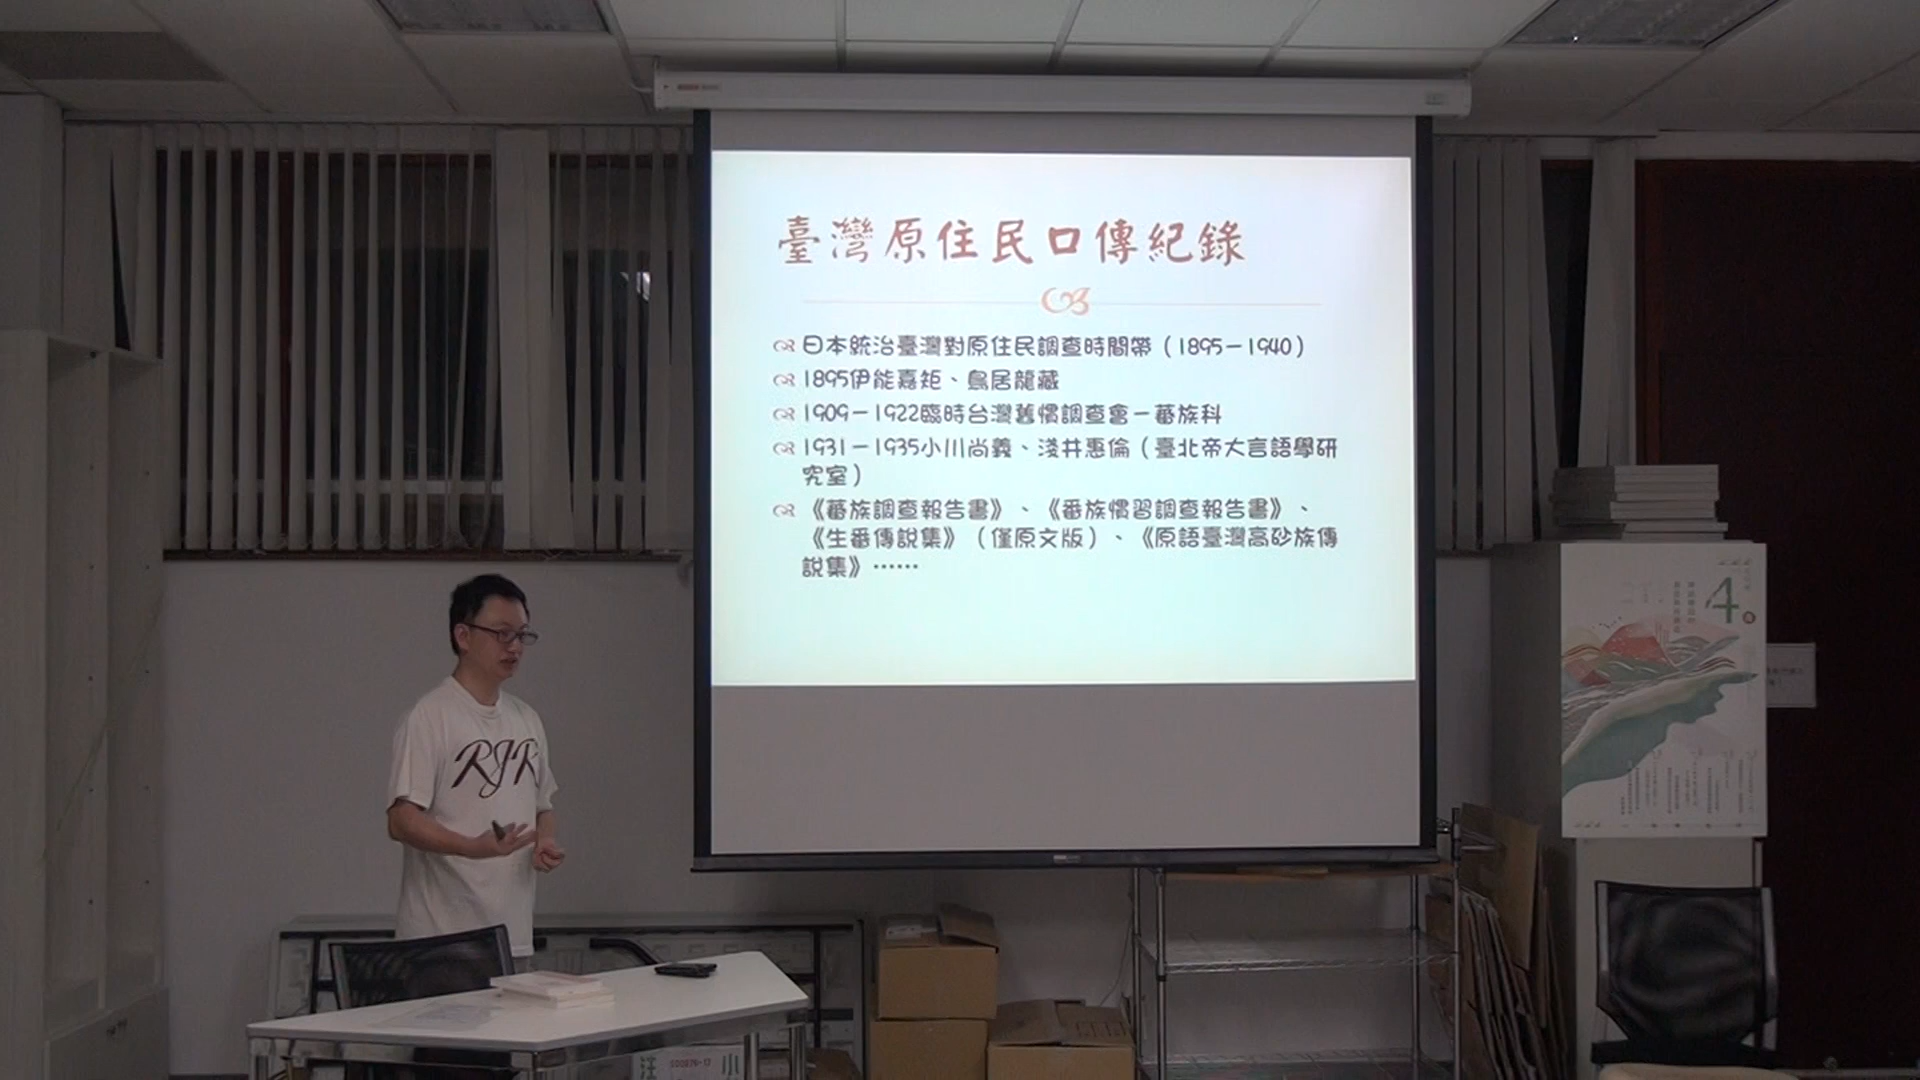 臺灣原住民口傳紀錄
日本統治臺灣對原住民調查時間帶（1895－1940）
1895伊能嘉矩、鳥居龍藏
1909－1922臨時台灣舊慣調查會－蕃族科
1931－1935小川尚義、淺井惠倫（臺北帝大言語學研
究室）
《蕃族調查報告書》、《番族慣習調查報告書》、
《生番傳說集》（僅原文版）、《原語臺灣高砂族傳
說集》……
RJR
4
汪
小